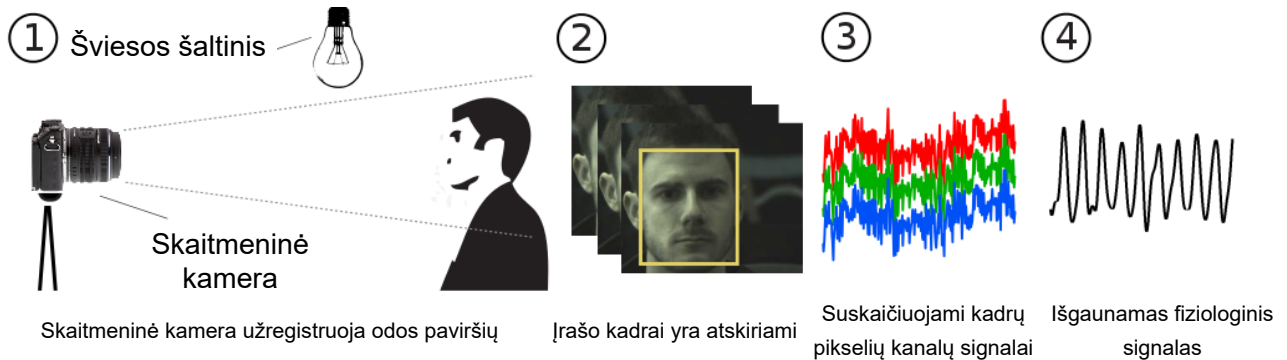 1
Šviesos šaltinis
2
3
4
Skaitmeninė
kamera
Skaitmeninė kamera užregistruoja odos paviršių
Įrašo kadrai yra atskiriami
Suskaičiuojami kadrų
pikselių kanalų signalai
Išgaunamas fiziologinis
signalas